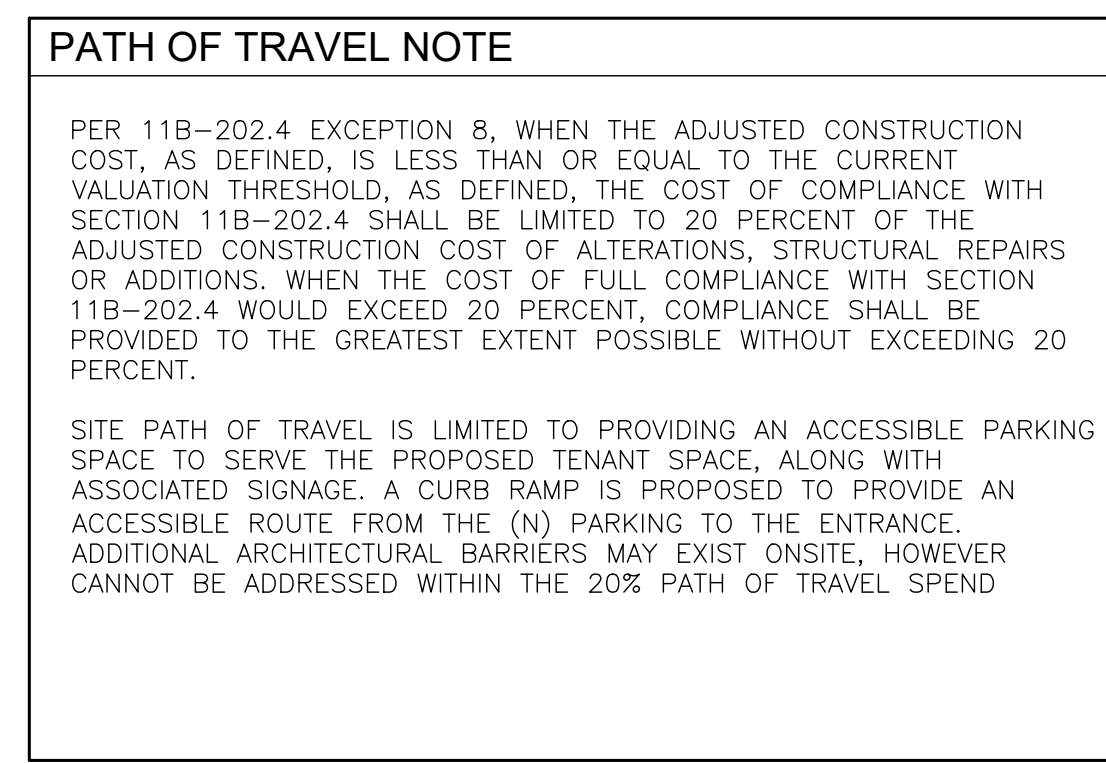 PATH OF TRAVEL NOTE
PER 11B-202.4 EXCEPTION 8, WHEN THE ADJUSTED CONSTRUCTION
COST, AS DEFINED, IS LESS THAN OR EQUAL TO THE CURRENT
VALUATION THRESHOLD, AS DEFINED, THE COST OF COMPLIANCE WITH
SECTION 11B-202.4 SHALL BE LIMITED TO 20 PERCENT OF THE
ADJUSTED CONSTRUCTION COST OF ALTERATIONS, STRUCTURAL REPAIRS
OR ADDITIONS. WHEN THE COST OF FULL COMPLIANCE WITH SECTION
11B-202.4 WOULD EXCEED 20 PERCENT, COMPLIANCE SHALL BE
PROVIDED TO THE GREATEST EXTENT POSSIBLE WITHOUT EXCEEDING 20
PERCENT.
SITE PATH OF TRAVEL IS LIMITED TO PROVIDING AN ACCESSIBLE PARKING
SPACE TO SERVE THE PROPOSED TENANT SPACE, ALONG WITH
ASSOCIATED SIGNAGE. A CURB RAMP IS PROPOSED TO PROVIDE AN
ACCESSIBLE ROUTE FROM THE (N) PARKING TO THE ENTRANCE.
ADDITIONAL ARCHITECTURAL BARRIERS MAY EXIST ONSITE, HOWEVER
CANNOT BE ADDRESSED WITHIN THE 20% PATH OF TRAVEL SPEND